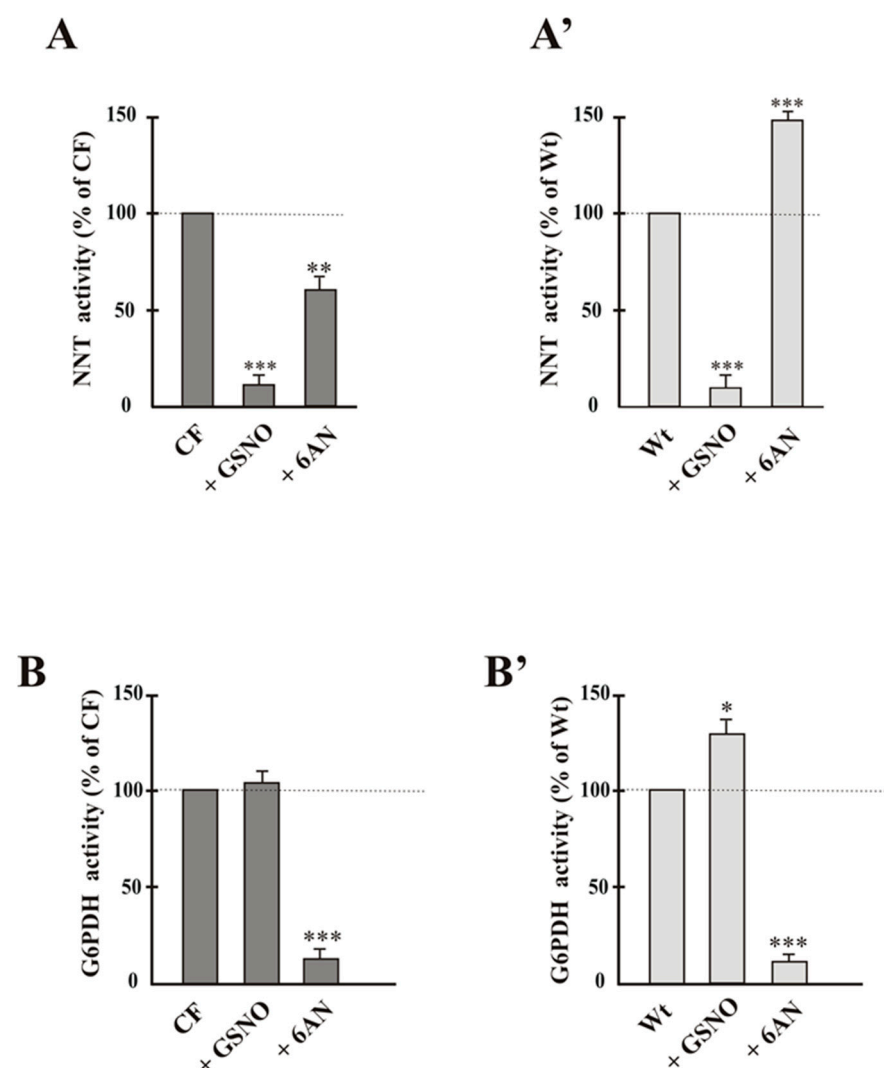 A
NNT activity (% of CF)
150
100
50
0
***
**
CF
+ GSNO
+ 6AN
A’
NNT activity (% of Wt)
150
100
50
0
***
***
Wt
+ GSNO
+ 6AN
B
G6PDH activity (% of CF)
150
100
50
0
***
CF
+ GSNO
+ 6AN
B’
G6PDH activity (% of Wt)
150
100
50
0
*
***
Wt
+ GSNO
+ 6AN